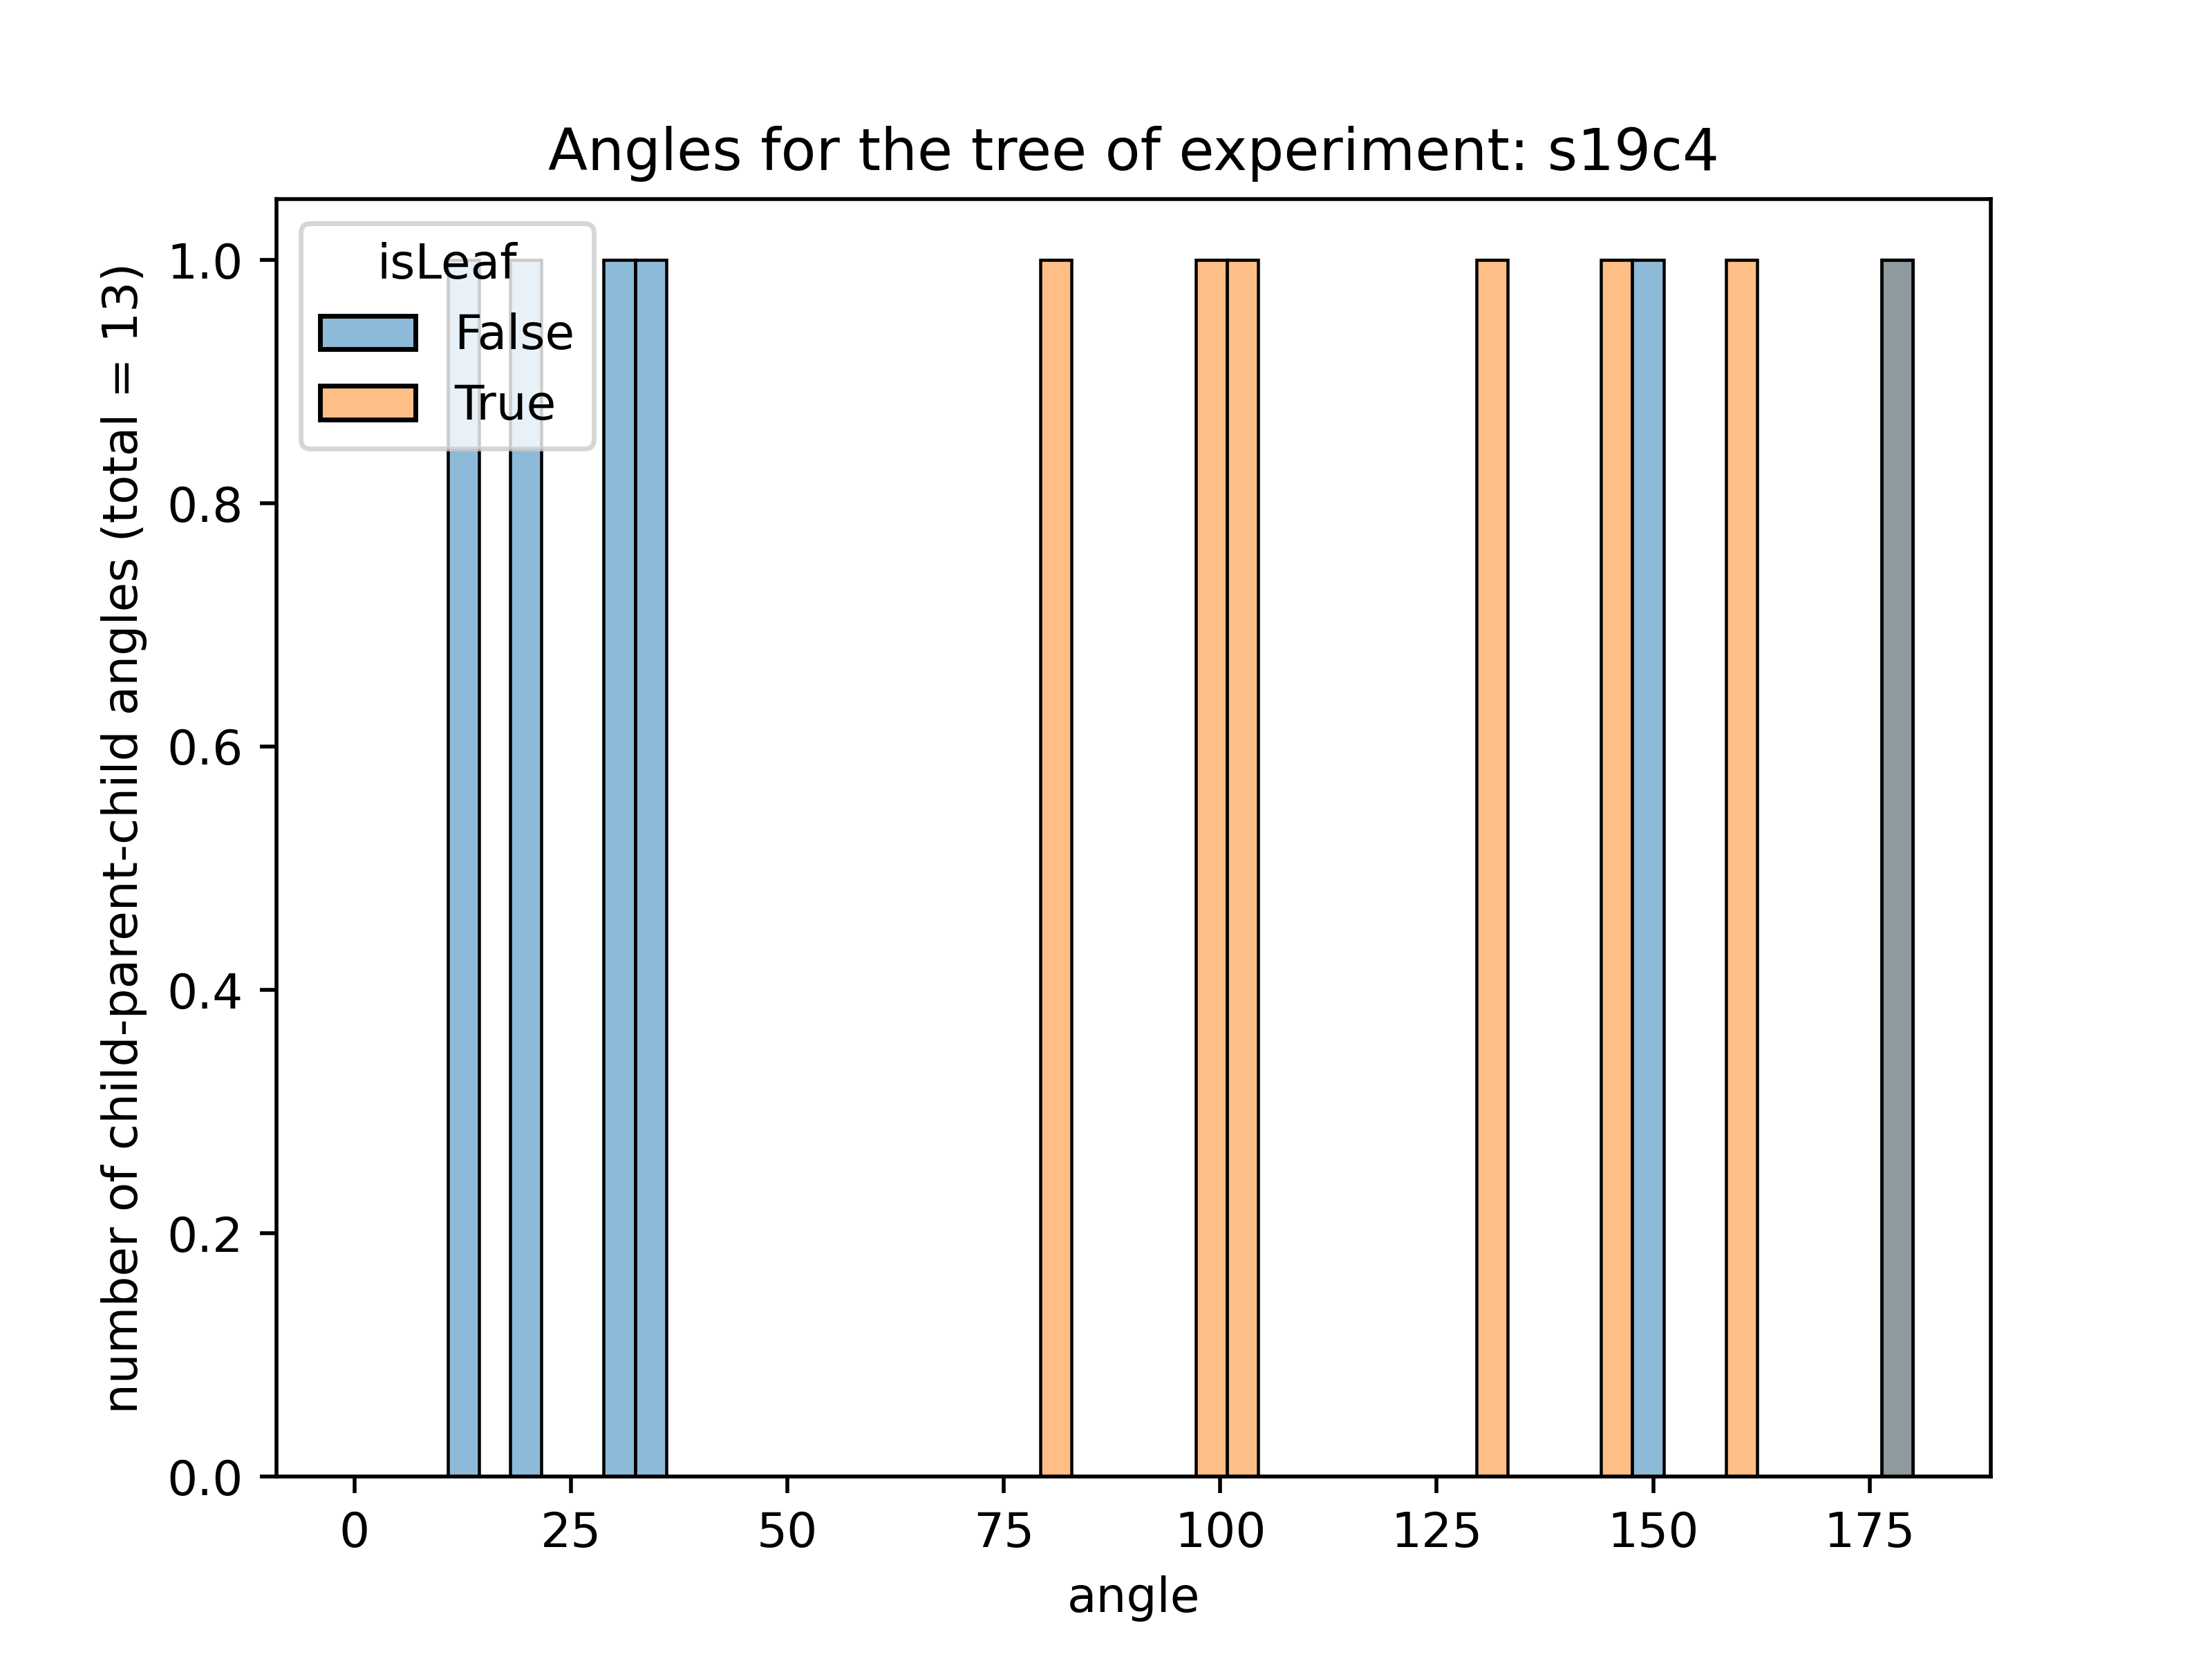 Angles for the tree of experiment: s19c4
isLeaf
False
True
number of child-parent-child angles (total = 13)
1.0
0.8
0.6
0.4
0.2
0.0
0 25 50 75 100 125 150 175
angle